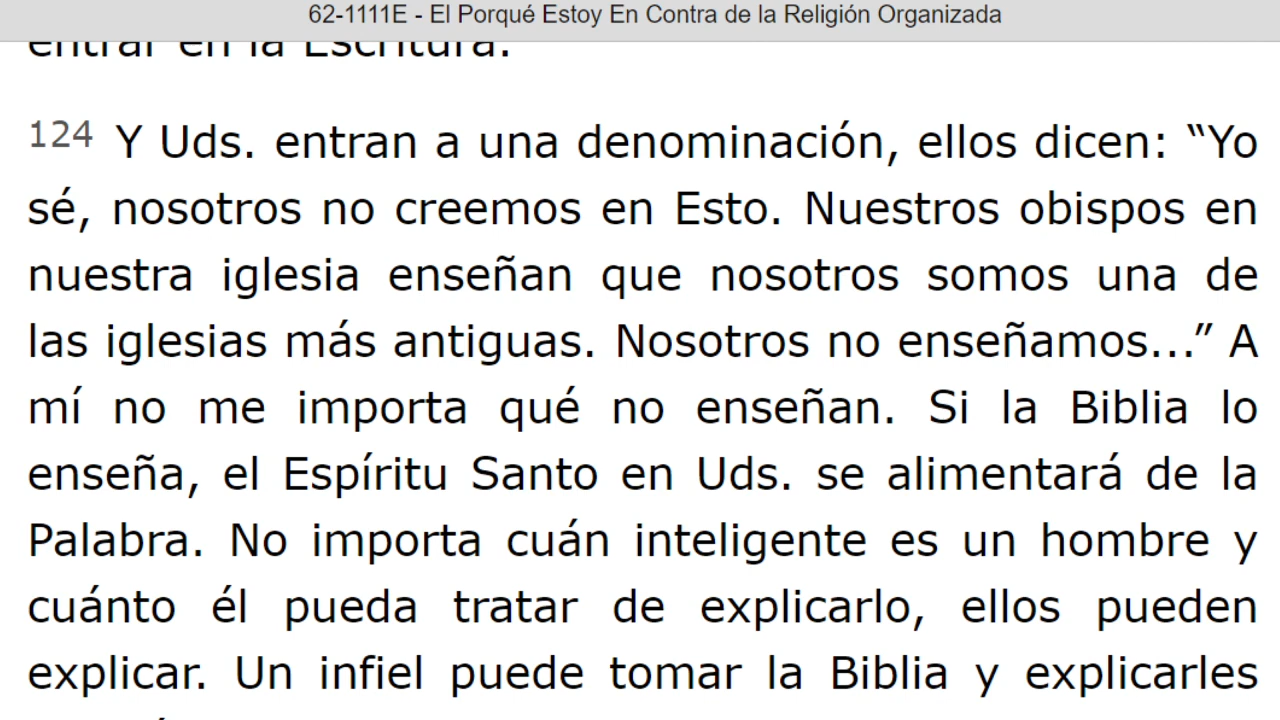 62-1111E - El Porqué Estoy En Contra de la Religión Organizada
entrar en la Escritura.
124 Y Uds. entran a una denominación, ellos dicen: “Yo
sé, nosotros no creemos en Esto. Nuestros obispos en
nuestra iglesia enseñan que nosotros somos una de
las iglesias más antiguas. Nosotros no enseñamos...” A
mí no me importa qué no enseñan. Si la Biblia lo
enseña, el Espíritu Santo en Uds. se alimentará de la
Palabra. No importa cuán inteligente es un hombre y
cuánto él pueda tratar de explicarlo, ellos pueden
explicar. Un infiel puede tomar la Biblia y explicarles